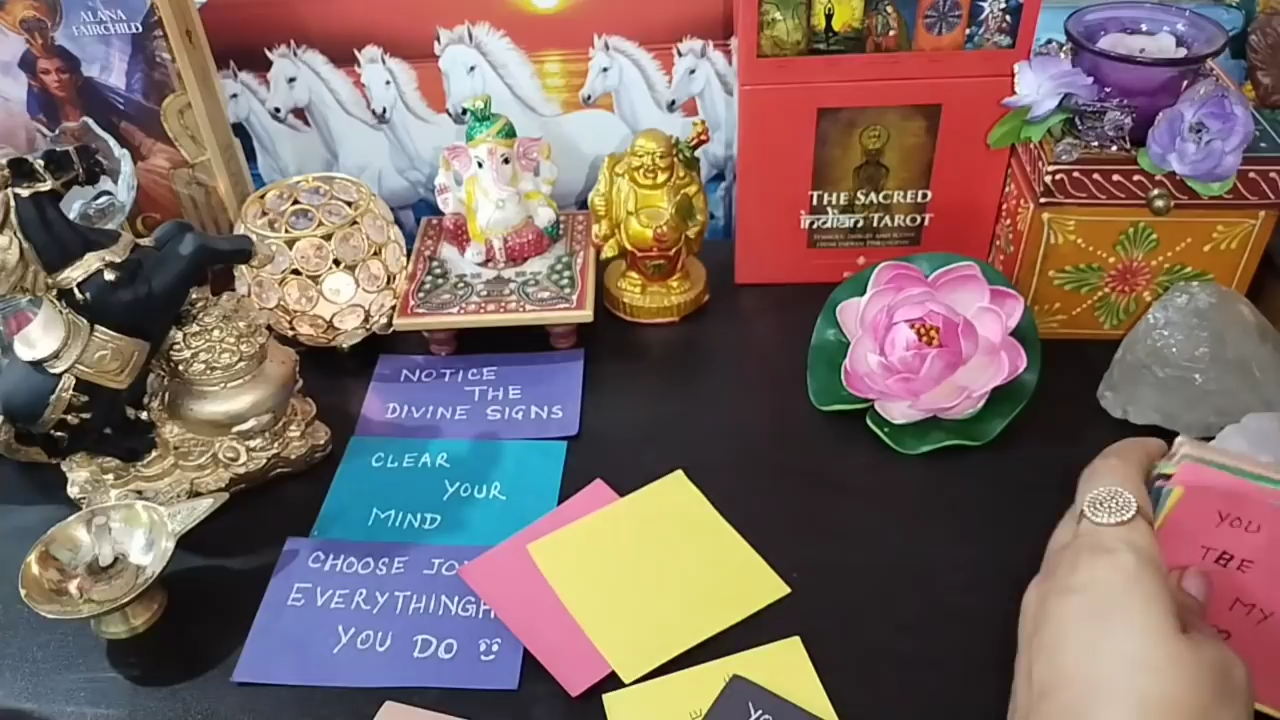 ALANA
FAIRCHILD
THE SACRED
indian TAROT
NOTICE
THE
DIVINE SIGNS
CLEAR
YOUR
MIND
CHOOSE
EVERYTHING
YOU DO
YOU
THE
MY